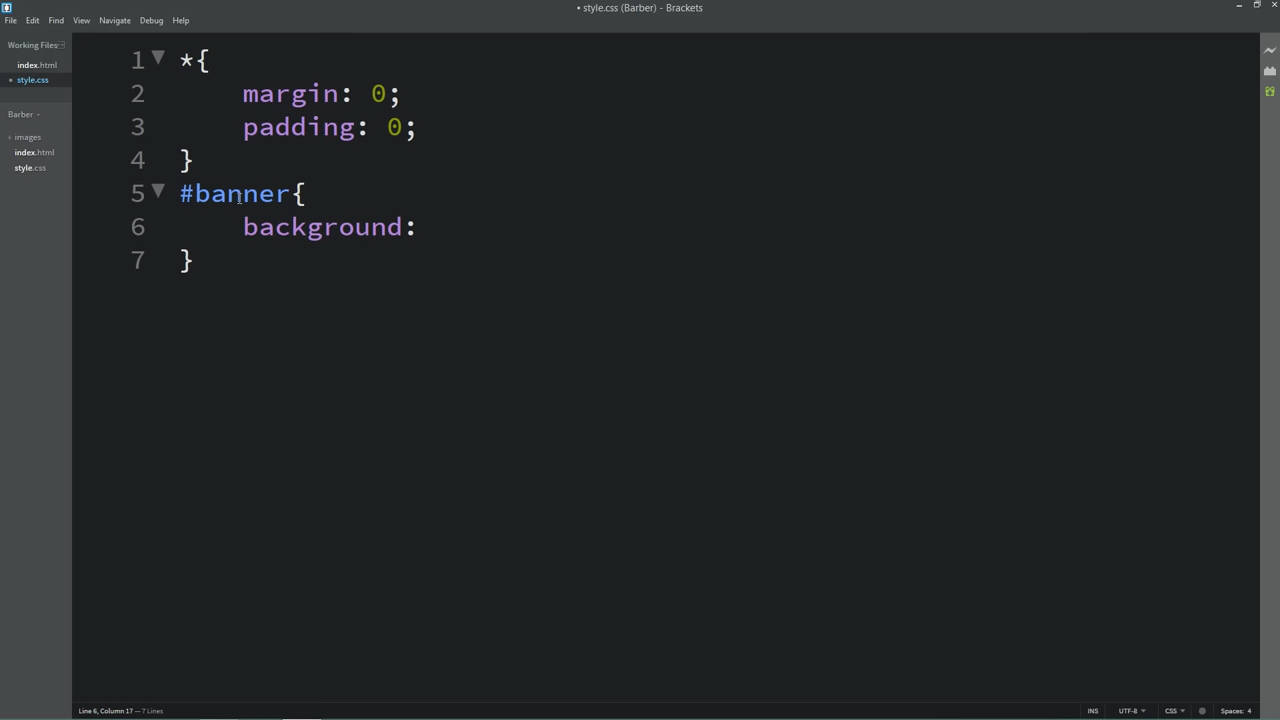 • style.css (Barber) - Brackets
File Edit Find View Navigate Debug Help
Working Files
index.html
• style.css
Barber
images
index.html
style.css
1 *{
2 margin: 0;
3 padding: 0;
4 }
5 #banner{
6 background:
7 }
Line 6, Column 17 — 7 Lines
INS UTF-8 CSS Spaces: 4